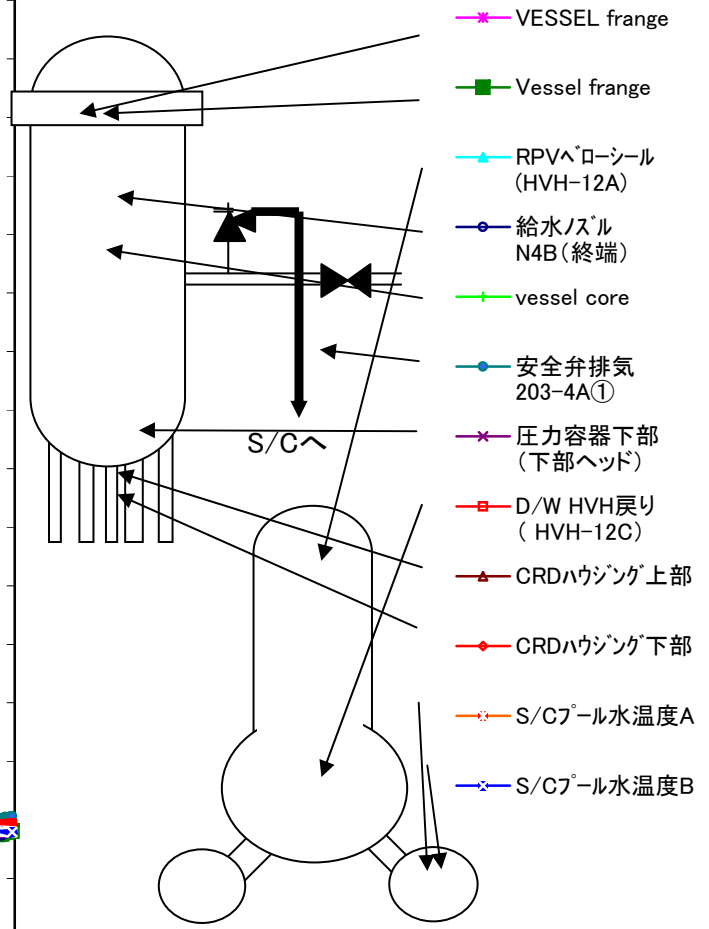 VESSEL frange
Vessel frange
RPVﾍﾞﾛｰｼｰﾙ
(HVH-12A)
給水ﾉｽﾞﾙ
N4B(終端)
vessel core
安全弁排気
203-4A①
圧力容器下部
(下部ヘッド)
D/W HVH戻り
( HVH-12C)
CRDﾊｳｼﾞﾝｸﾞ上部
CRDﾊｳｼﾞﾝｸﾞ下部
S/Cﾌﾟｰﾙ水温度A
S/Cﾌﾟｰﾙ水温度B
S/Cへ